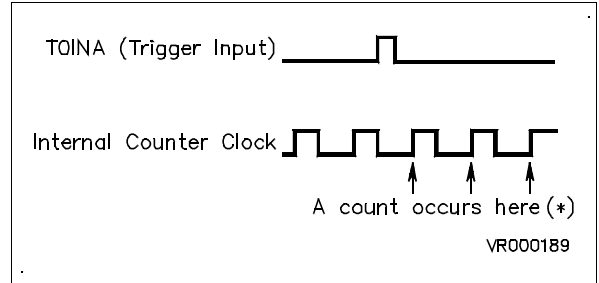 T0INA (Trigger Input)
Internal Counter Clock
A count occurs here (*)
VR000189